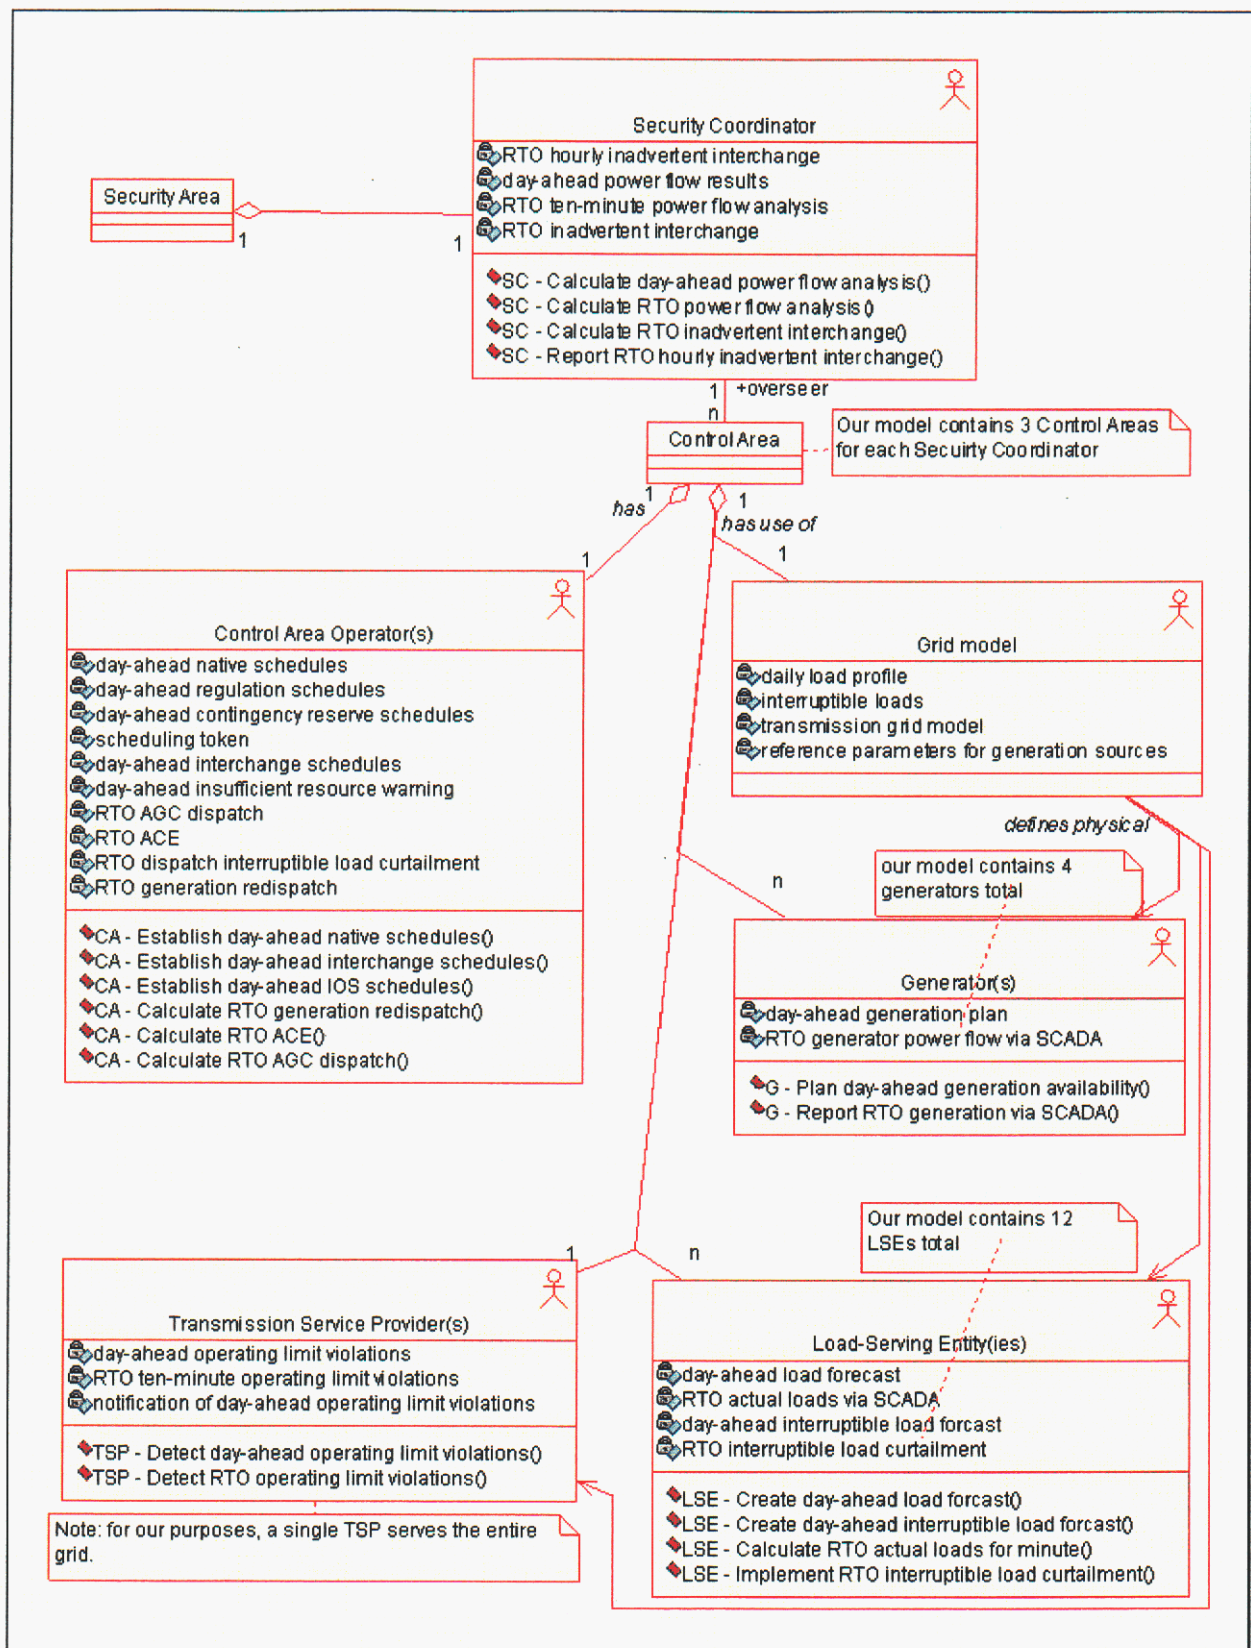 Security Coordinator
RTO hourly inadvertent interchange
day-ahead power flow results
RTO ten-minute power flow analysis
RTO inadvertent interchange
SC - Calculate day-ahead power flow analysis()
SC - Calculate RTO power flow analysis()
SC - Calculate RTO inadvertent interchange()
SC - Report RTO hourly inadvertent interchange()
Security Area
1
1
1
+overseer
n
Control Area
Our model contains 3 Control Areas
for each Secuirty Coordinator
1
has
1
1
has use of
1
Control Area Operator(s)
day-ahead native schedules
day-ahead regulation schedules
day-ahead contingency reserve schedules
scheduling token
day-ahead interchange schedules
day-ahead insufficient resource warning
RTO AGC dispatch
RTO ACE
RTO dispatch interruptible load curtailment
RTO generation redispatch
CA - Establish day-ahead native schedules()
CA - Establish day-ahead interchange schedules()
CA - Establish day-ahead IOS schedules()
CA - Calculate RTO generation redispatch()
CA - Calculate RTO ACE()
CA - Calculate RTO AGC dispatch()
Grid model
daily load profile
interruptible loads
transmission grid model
reference parameters for generation sources
defines physical
our model contains 4
generators total
n
Generator(s)
day-ahead generation plan
RTO generator power flow via SCADA
G - Plan day-ahead generation availability()
G - Report RTO generation via SCADA()
Our model contains 12
LSEs total
1
n
Transmission Service Provider(s)
day-ahead operating limit violations
RTO ten-minute operating limit violations
notification of day-ahead operating limit violations
TSP - Detect day-ahead operating limit violations()
TSP - Detect RTO operating limit violations()
Note: for our purposes, a single TSP serves the entire
grid.
Load-Serving Entity(ies)
day-ahead load forecast
RTO actual loads via SCADA
day-ahead interruptible load forcast
RTO interruptible load curtailment
LSE - Create day-ahead load forcast()
LSE - Create day-ahead interruptible load forcast()
LSE - Calculate RTO actual loads for minute()
LSE - Implement RTO interruptible load curtailment()